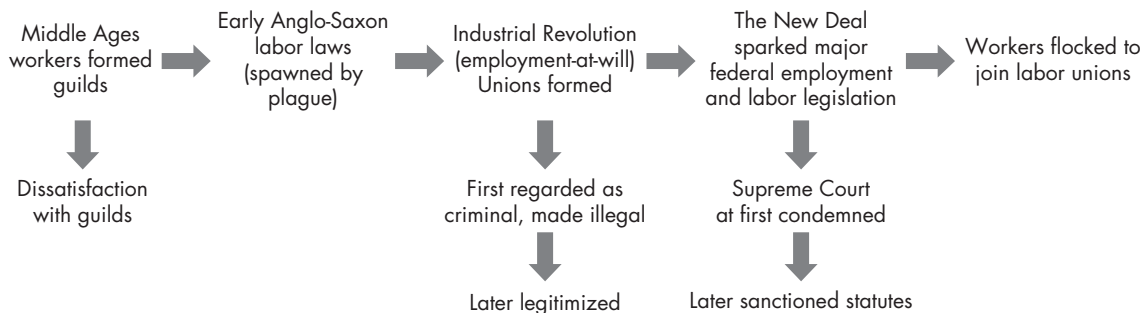 Middle Ages
workers formed
guilds
Early Anglo-Saxon
labor laws
(spawned by
plague)
Industrial Revolution
(employment-at-will)
Unions formed
The New Deal
sparked major
federal employment
and labor legislation
Workers flocked to
join labor unions
Dissatisfaction
with guilds
First regarded as
criminal, made illegal
Supreme Court
at first condemned
Later legitimized
Later sanctioned statutes